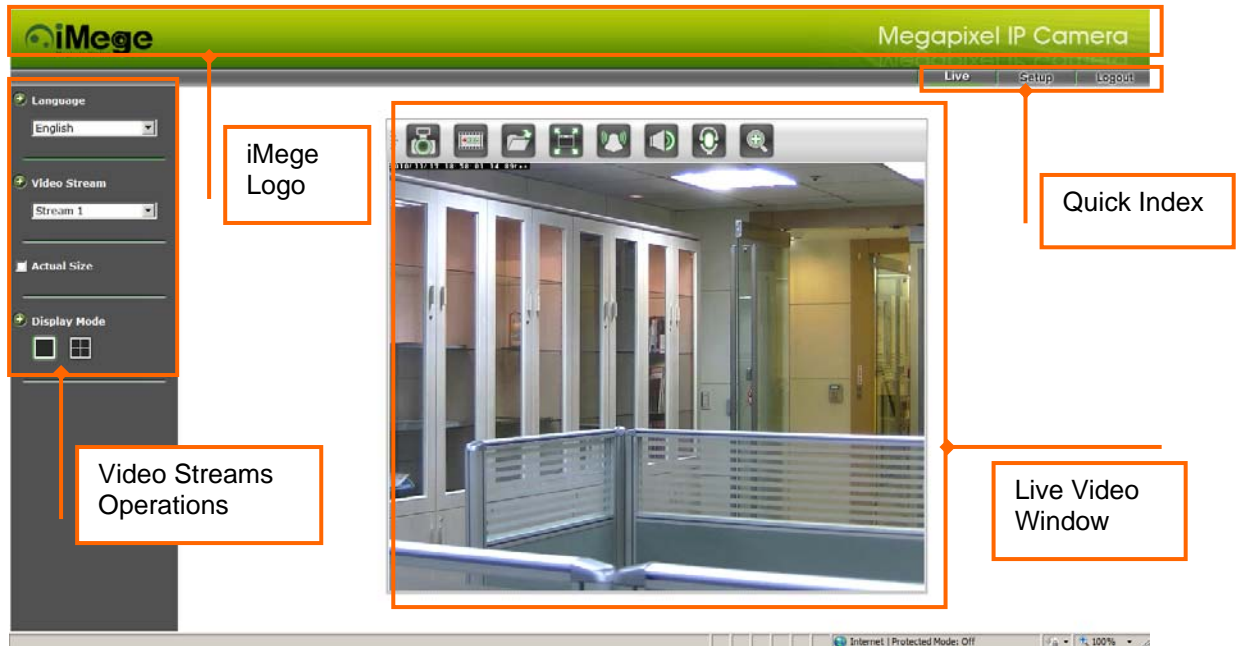 iMege
Megapixel IP Camera
Live
Setup
Logout
Language
English
Video Stream
Stream 1
Actual Size
Display Mode
iMege
Logo
Quick Index
Video Streams
Operations
Live Video
Window
Internet | Protected Mode: Off
100%